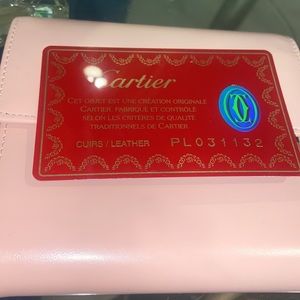 Cartier
CET OBJET EST UNE CRÉATION ORIGINALE
CARTIER FABRIQUÉ ET CONTRÔLÉ
SELON LES CRITÈRES DE QUALITÉ
TRADITIONNELS DE CARTIER
CUIRS / LEATHER PL031132